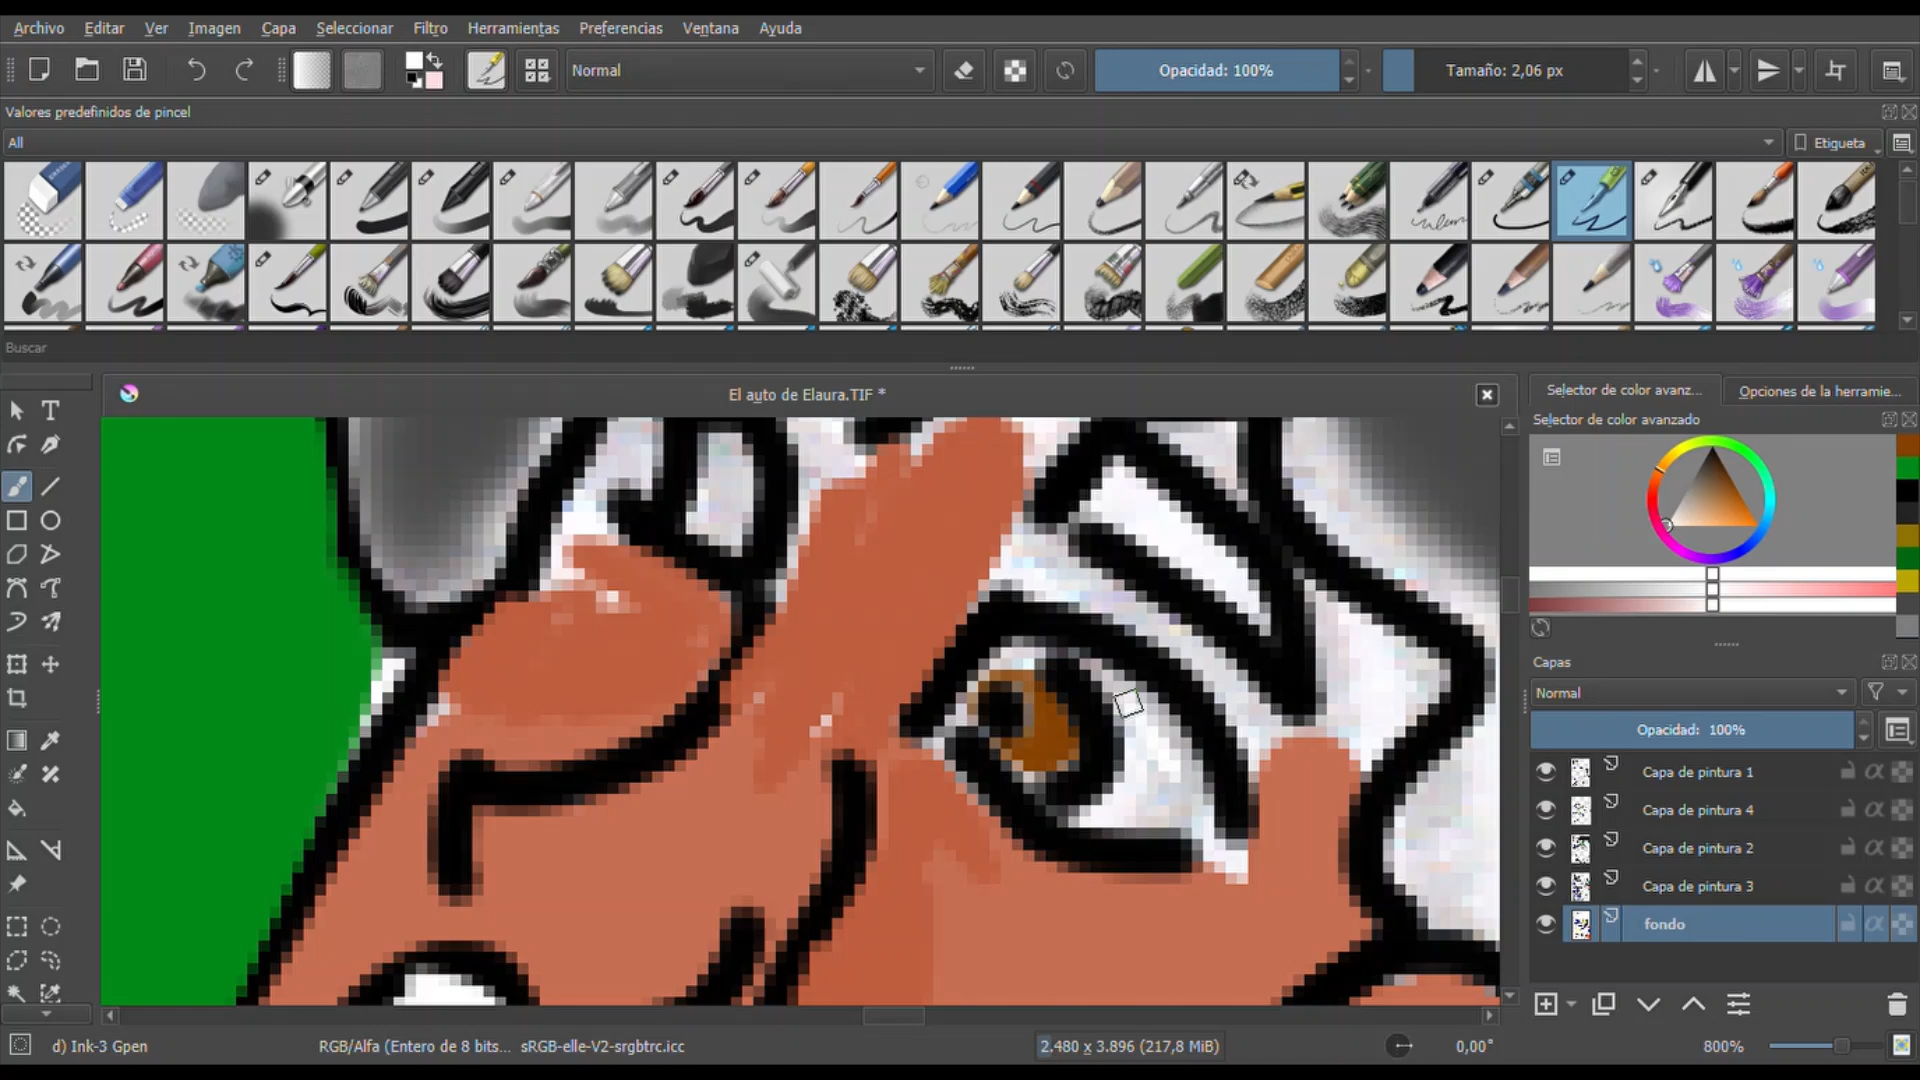 Archivo Editar Ver Imagen Capa Seleccionar Filtro Herramientas Preferencias Ventana Ayuda
Normal
Opacidad: 100%
Tamaño: 2,06 px
Valores predefinidos de pincel
All
Etiqueta
Buscar
El auto de Elaura.TIF *
Selector de color avanz...
Opciones de la herramie...
Selector de color avanzado
Capas
Normal
Opacidad: 100%
Capa de pintura 1
Capa de pintura 4
Capa de pintura 2
Capa de pintura 3
fondo
d) Ink-3 Gpen
RGB/Alfa (Entero de 8 bits... sRGB-elle-V2-srgbtrc.icc
2.480 x 3.896 (217,8 MiB)
0,00°
800%